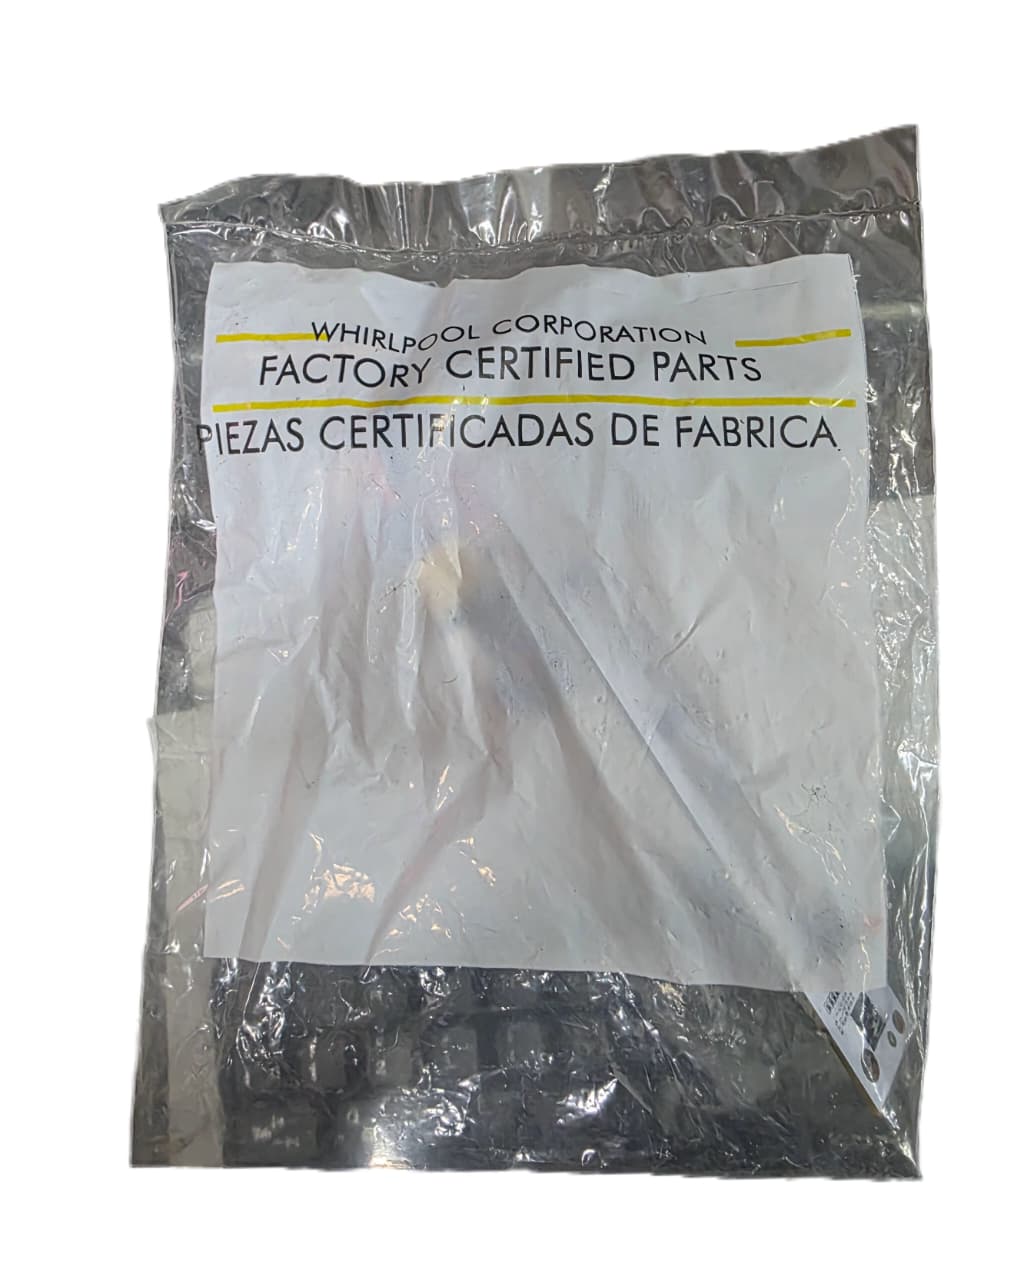 WHIRLPOOL CORPORATION
FACTORY CERTIFIED PARTS
PIEZAS CERTIFICADAS DE FABRICA